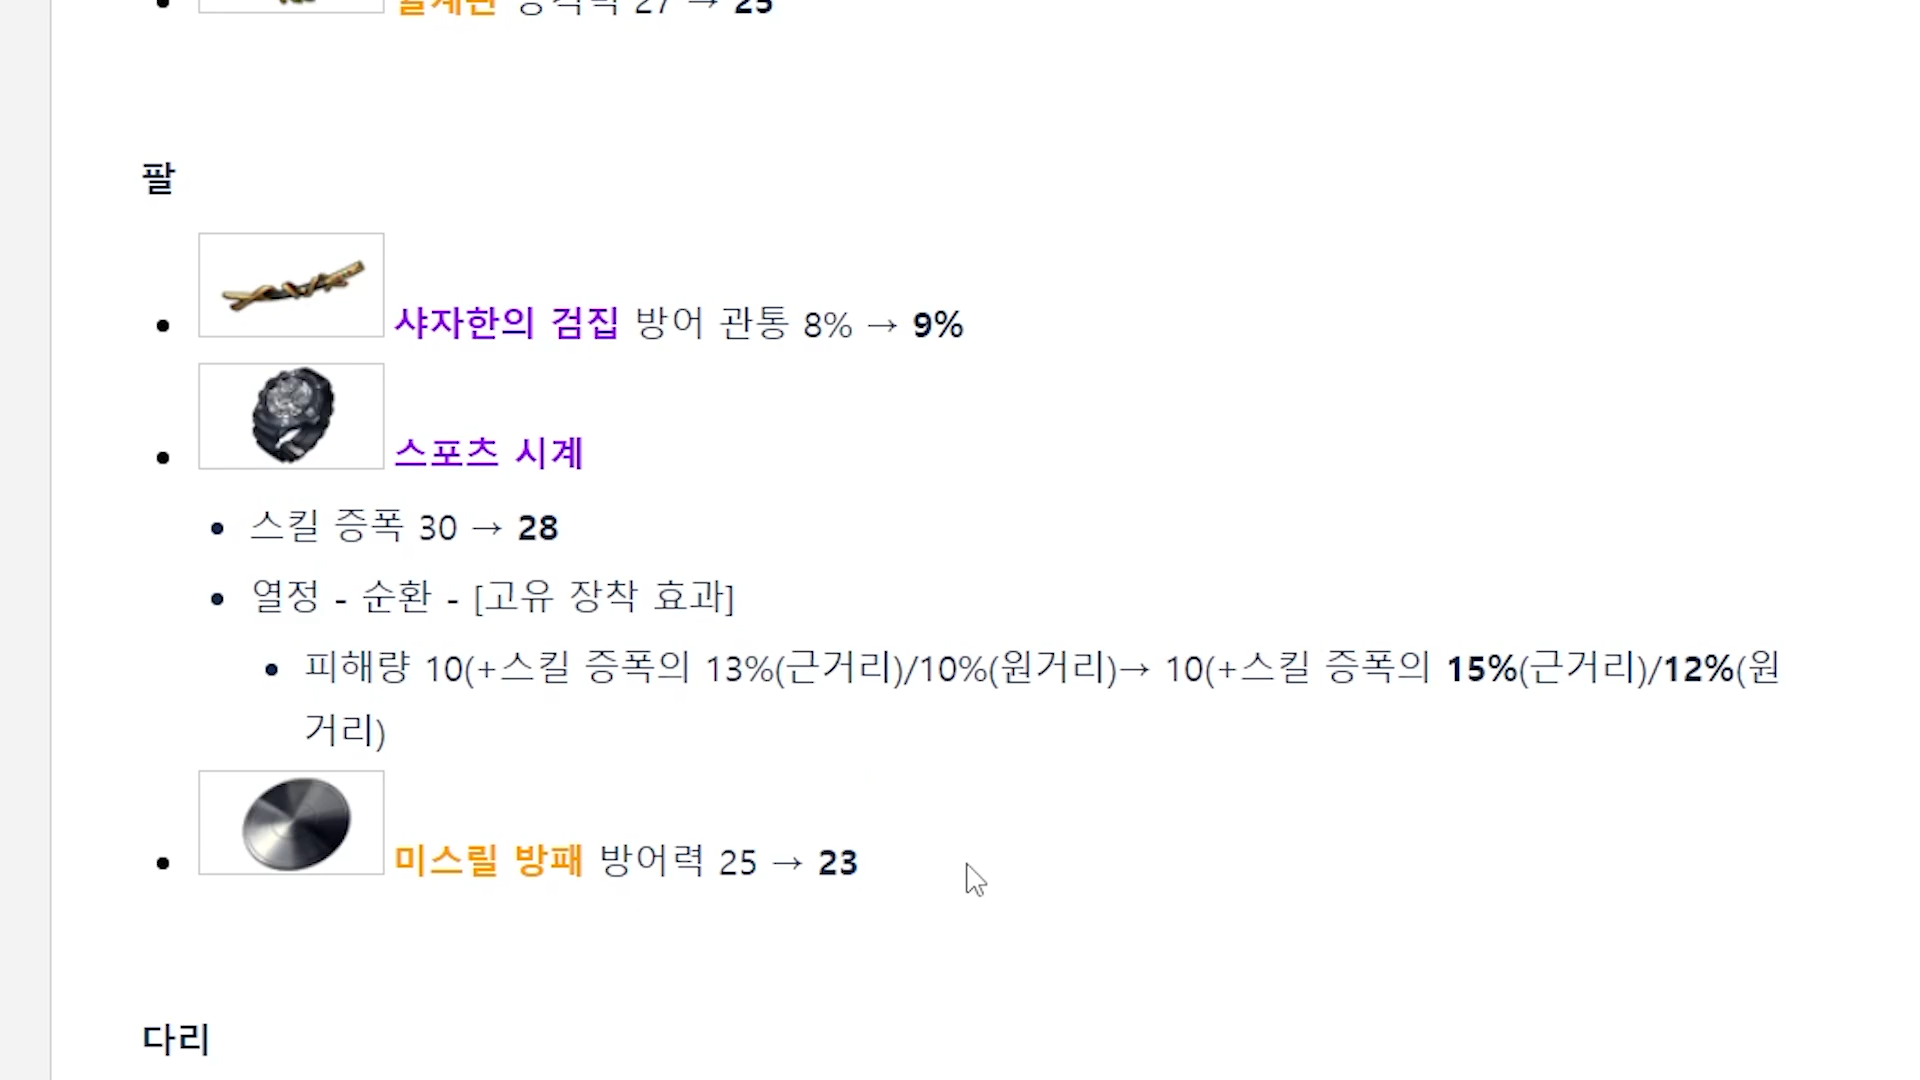 27 → 25
팔
샤자한의 검집 방어 관통 8% → 9%
스포츠 시계
스킬 증폭 30 → 28
열정 - 순환 - [고유 장착 효과]
피해량 10(+스킬 증폭의 13%(근거리)/10%(원거리)→ 10(+스킬 증폭의 15%(근거리)/12%(원
거리)
미스릴 방패 방어력 25 → 23
다리